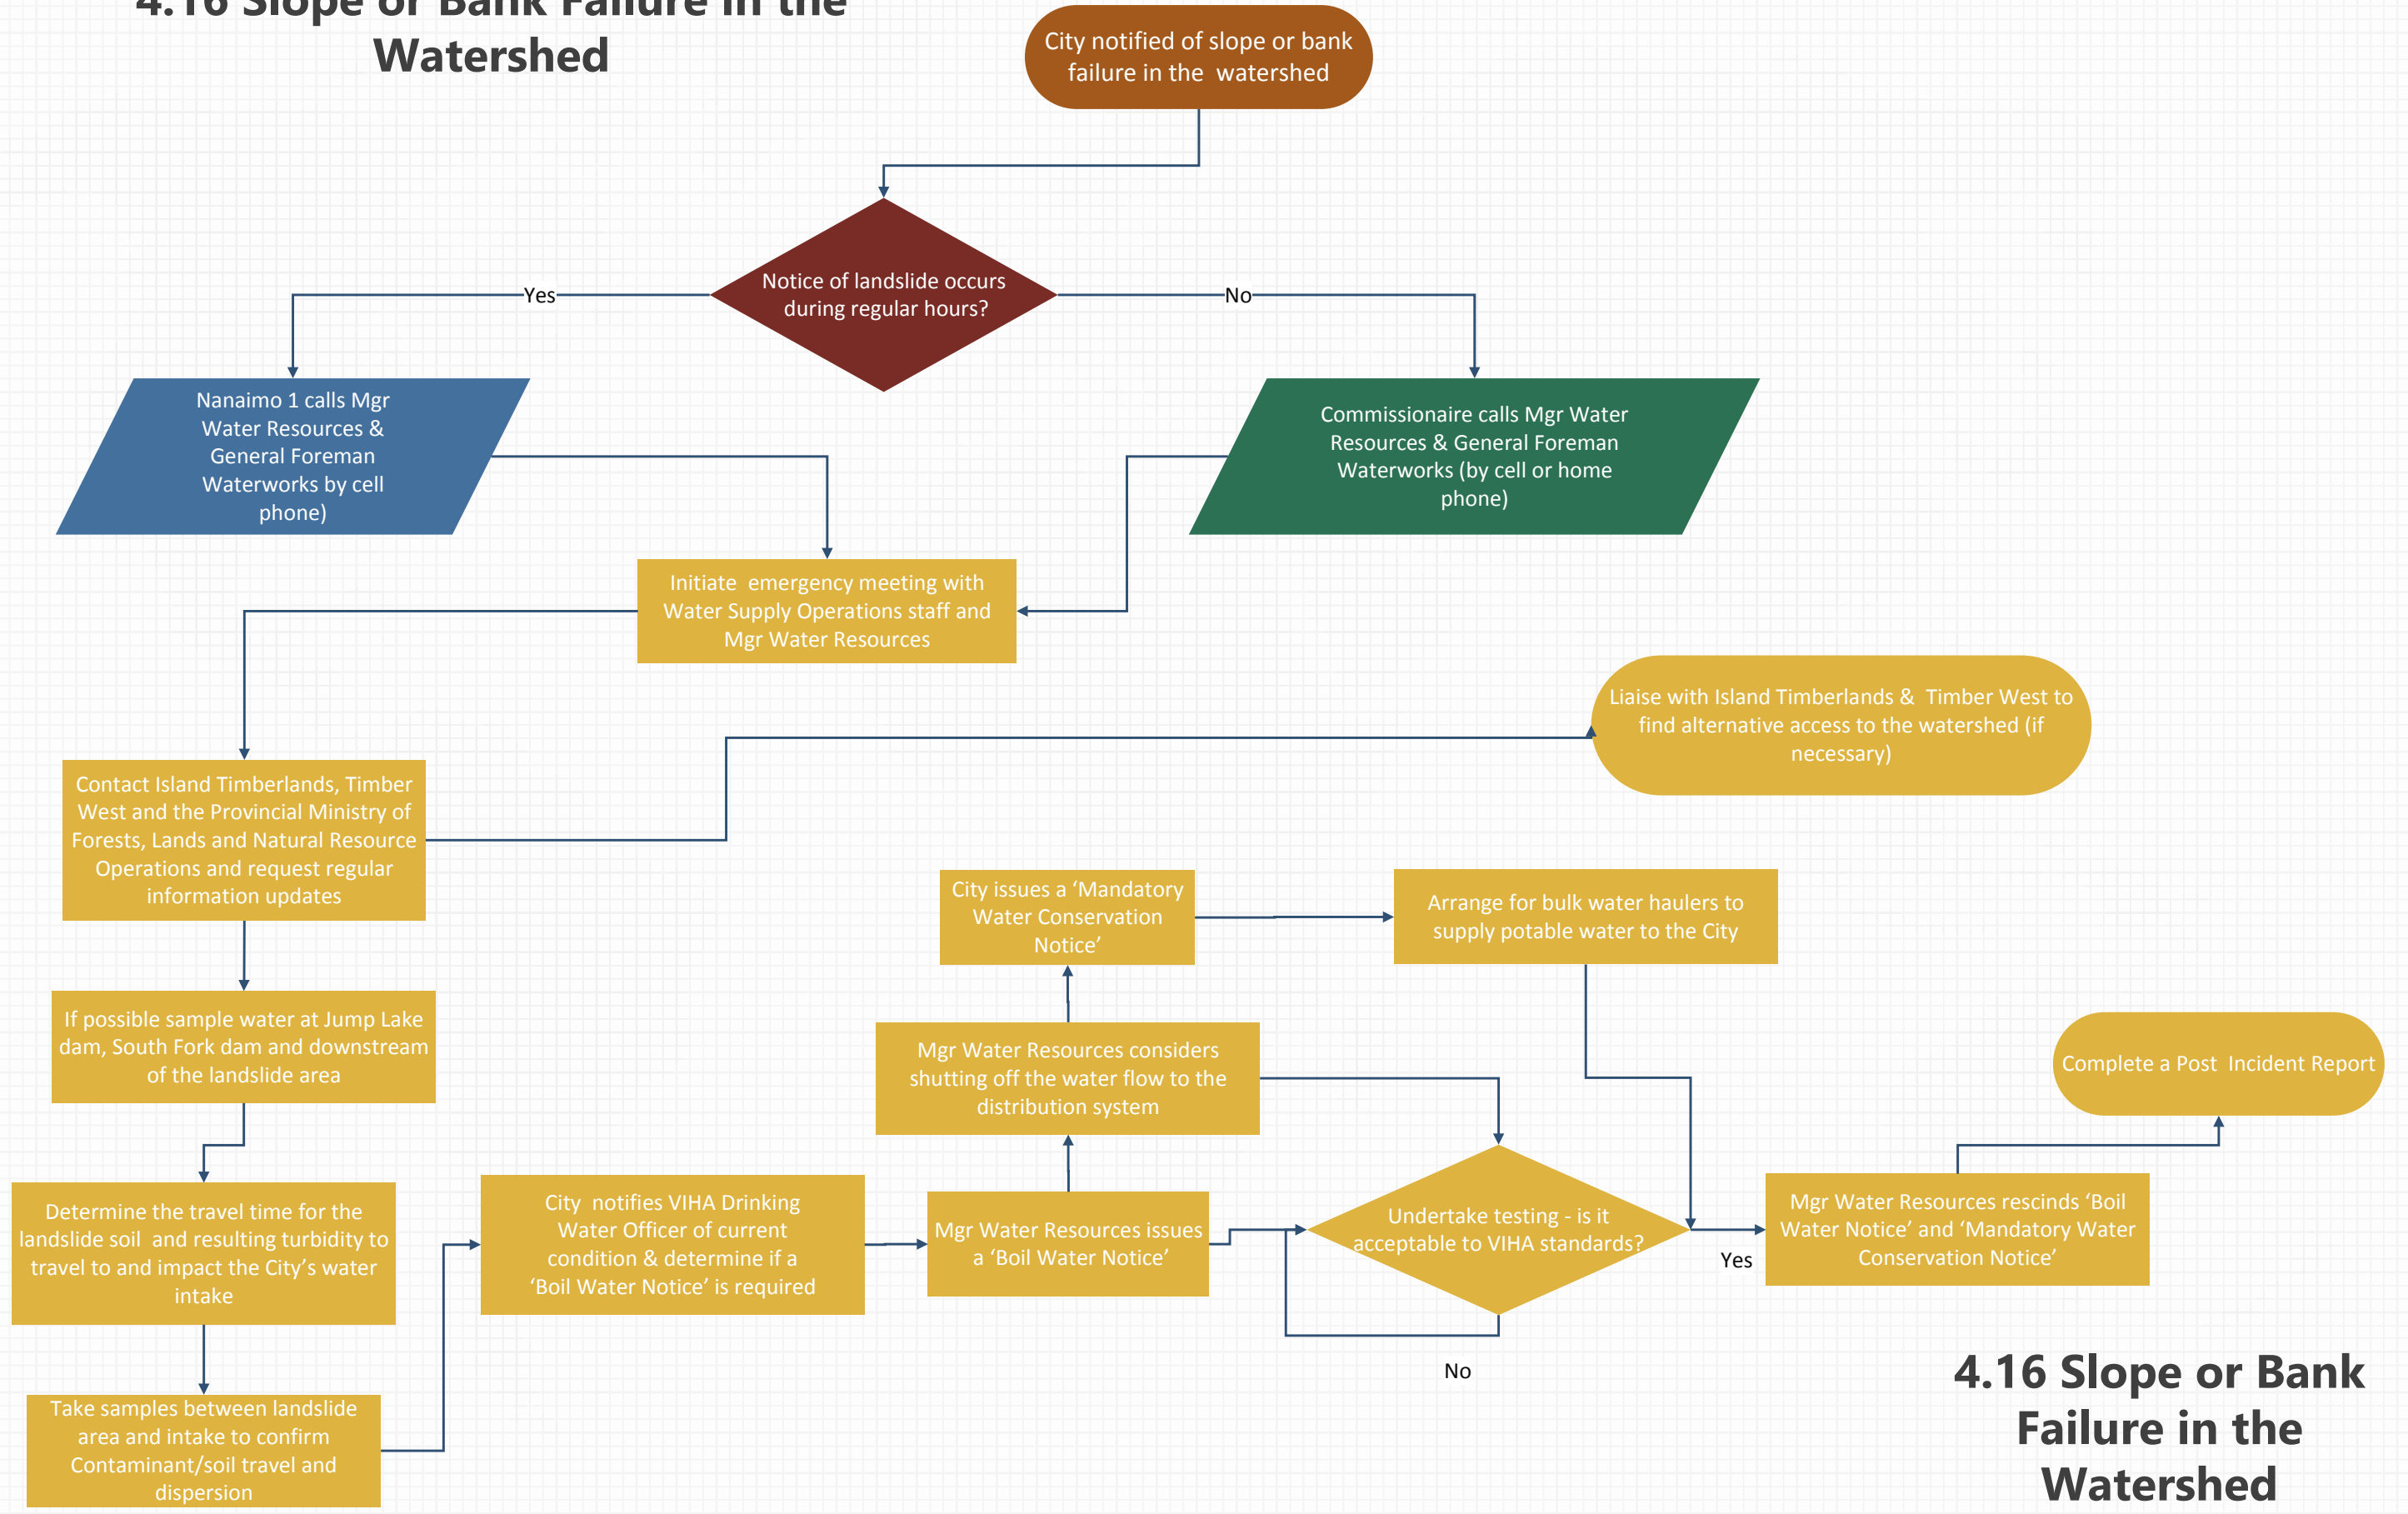 4.16 Slope or Bank Failure in the
Watershed
City notified of slope or bank
failure in the watershed
Notice of landslide occurs
during regular hours?
Yes
No
Nanaimo 1 calls Mgr
Water Resources &
General Foreman
Waterworks by cell
phone)
Commissionaire calls Mgr Water
Resources & General Foreman
Waterworks (by cell or home
phone)
Initiate emergency meeting with
Water Supply Operations staff and
Mgr Water Resources
Liaise with Island Timberlands & Timber West to
find alternative access to the watershed (if
necessary)
Contact Island Timberlands, Timber
West and the Provincial Ministry of
Forests, Lands and Natural Resource
Operations and request regular
information updates
City issues a ‘Mandatory
Water Conservation
Notice’
Arrange for bulk water haulers to
supply potable water to the City
If possible sample water at Jump Lake
dam, South Fork dam and downstream
of the landslide area
Mgr Water Resources considers
shutting off the water flow to the
distribution system
Complete a Post Incident Report
Determine the travel time for the
landslide soil and resulting turbidity to
travel to and impact the City’s water
intake
City notifies VIHA Drinking
Water Officer of current
condition & determine if a
‘Boil Water Notice’ is required
Mgr Water Resources issues
a ‘Boil Water Notice’
Undertake testing - is it
acceptable to VIHA standards?
Yes
No
Mgr Water Resources rescinds ‘Boil
Water Notice’ and ‘Mandatory Water
Conservation Notice’
Take samples between landslide
area and intake to confirm
Contaminant/soil travel and
dispersion
4.16 Slope or Bank
Failure in the
Watershed